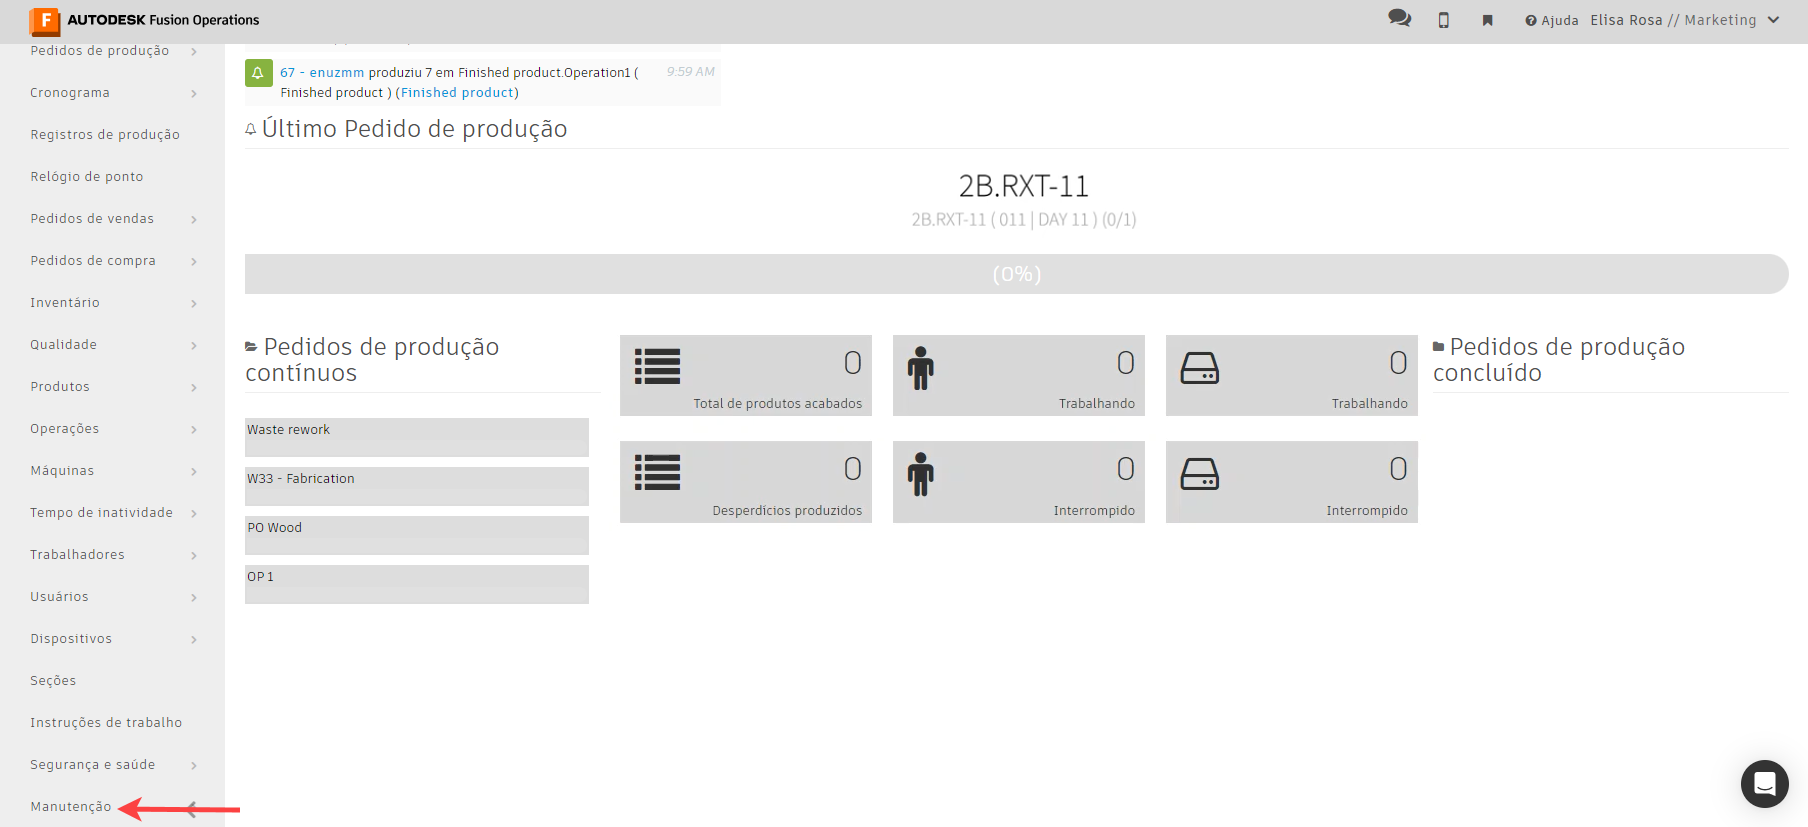 AUTODESK Fusion Operations
Ajuda
Elisa Rosa // Marketing
Pedidos de produção
Cronograma
Registros de produção
Relógio de ponto
Pedidos de vendas
Pedidos de compra
Inventário
Qualidade
Produtos
Operações
Máquinas
Tempo de inatividade
Trabalhadores
Usuários
Dispositivos
Seções
Instruções de trabalho
Segurança e saúde
Manutenção
67 - enuzmm produziu 7 em Finished product.Operation1 (
Finished product ) (Finished product)
9:59 AM
Último Pedido de produção
2B.RXT-11
2B.RXT-11 ( 011 | DAY 11 ) (0/1)
(0%)
Pedidos de produção
contínuos
Waste rework
W33 - Fabrication
PO Wood
OP 1
0
Total de produtos acabados
0
Trabalhando
0
Trabalhando
0
Desperdícios produzidos
0
Interrompido
0
Interrompido
Pedidos de produção
concluído